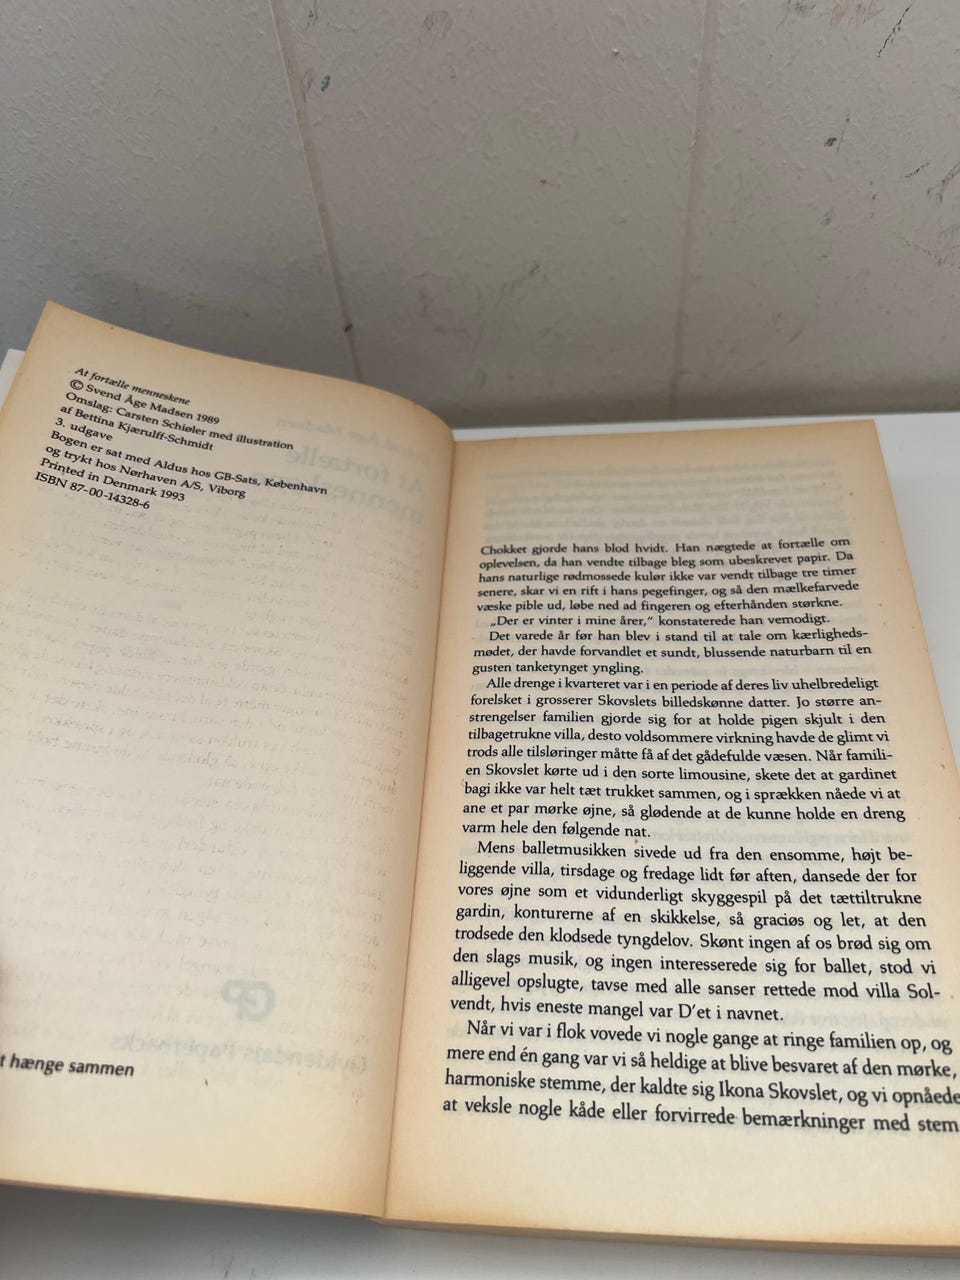 At fortælle menneskene
© Svend Åge Madsen 1989
Omslag: Carsten Schiøler med illustration
af Bettina Kjærulff-Schmidt
3. udgave
Bogen er sat med Aldus hos GB-Sats, København
og trykt hos Nørhaven A/S, Viborg
Printed in Denmark 1993
ISBN 87-00-14328-6
t hænge sammen
Chokket gjorde hans blod hvidt. Han nægtede at fortælle om
oplevelsen, da han vendte tilbage bleg som ubeskrevet papir. Da
hans naturlige rødmossede kulør ikke var vendt tilbage tre timer
senere, skar vi en rift i hans pegefinger, og så den mælkefarvede
væske pible ud, løbe ned ad fingeren og efterhånden størkne.
„Der er vinter i mine årer,“ konstaterede han vemodigt.
Det varede år før han blev i stand til at tale om kærligheds-
mødet, der havde forvandlet et sundt, blussende naturbarn til en
gusten tanketynget yngling.
Alle drenge i kvarteret var i en periode af deres liv uhelbredeligt
forelsket i grosserer Skovslets billedskønne datter. Jo større an-
strengelser familien gjorde sig for at holde pigen skjult i den
tilbagetrukne villa, desto voldsommere virkning havde de glimt vi
trods alle tilsløringer måtte få af det gådefulde væsen. Når famili-
en Skovslet kørte ud i den sorte limousine, skete det at gardinet
bagi ikke var helt tæt trukket sammen, og i sprækken nåede vi at
ane et par mørke øjne, så glødende at de kunne holde en dreng
varm hele den følgende nat.
Mens balletmusikken sivede ud fra den ensomme, højt be-
liggende villa, tirsdage og fredage lidt før aften, dansede der for
vores øjne som et vidunderligt skyggespil på det tættiltrukne
gardin, konturerne af en skikkelse, så graciøs og let, at den
trodsede den klodsede tyngdelov. Skønt ingen af os brød sig om
den slags musik, og ingen interesserede sig for ballet, stod vi
alligevel opslugte, tavse med alle sanser rettede mod villa Sol-
vendt, hvis eneste mangel var D'et i navnet.
Når vi var i flok vovede vi nogle gange at ringe familien op, og
mere end én gang var vi så heldige at blive besvaret af den mørke,
harmoniske stemme, der kaldte sig Ikona Skovslet, og vi opnåede
at veksle nogle kåde eller forvirrede bemærkninger med stem